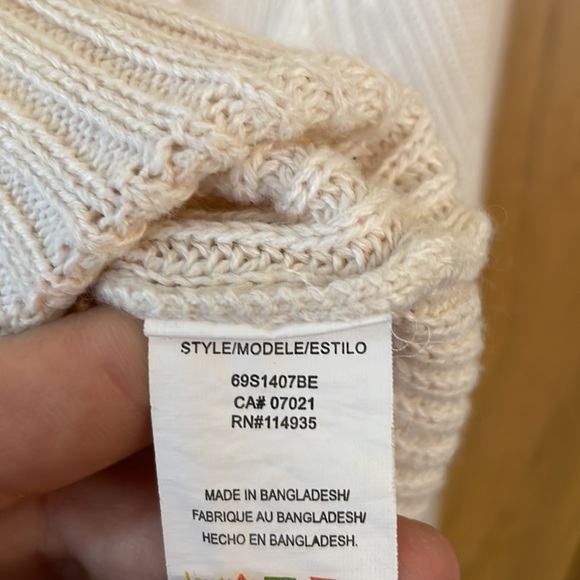 STYLE/MODELE/ESTILO
69S1407BE
CA# 07021
RN#114935
MADE IN BANGLADESH/
FABRIQUE AU BANGLADESH/
HECHO EN BANGLADESH.